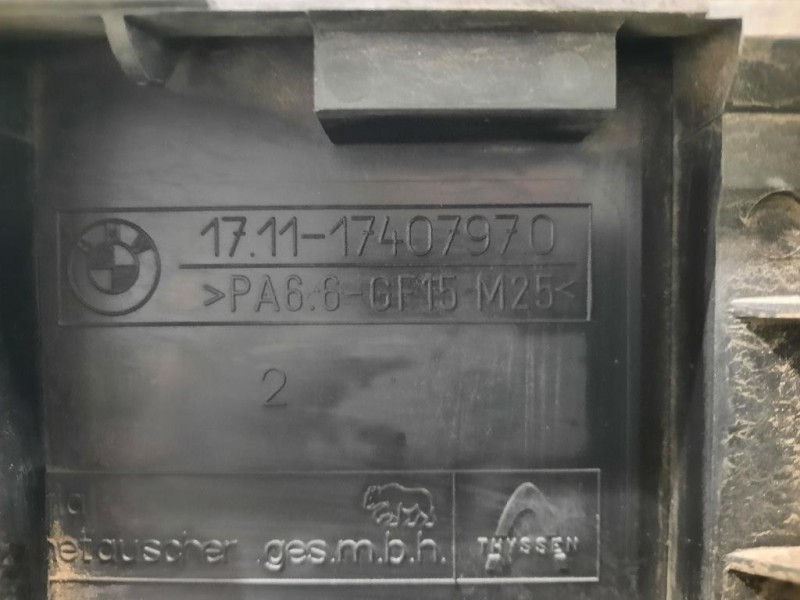 17.11-1740797.0
>PA6.6-GF15 M25<
2
ges.m.b.h.
THYSSEN